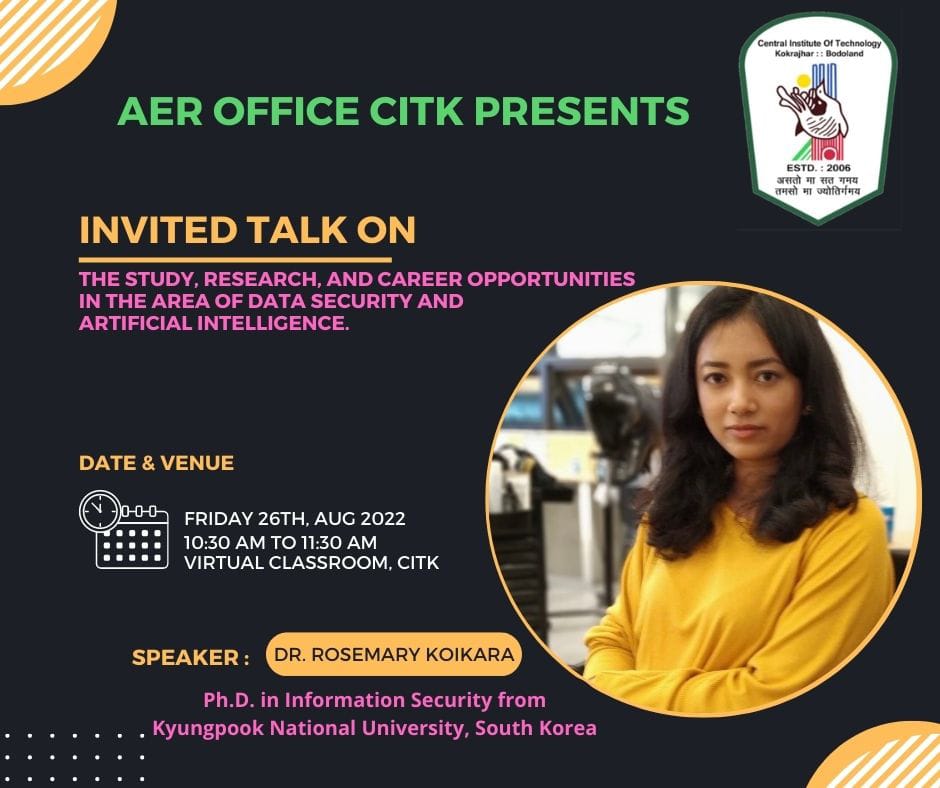 AER OFFICE CITK PRESENTS
Central Institute Of Technology
Kokrajhar : : Bodoland
ESTD. : 2006
असतो मा सत गमय
तमसो मा ज्योतिर्गमय
INVITED TALK ON
THE STUDY, RESEARCH, AND CAREER OPPORTUNITIES
IN THE AREA OF DATA SECURITY AND
ARTIFICIAL INTELLIGENCE.
DATE & VENUE
FRIDAY 26TH, AUG 2022
10:30 AM TO 11:30 AM
VIRTUAL CLASSROOM, CITK
SPEAKER : DR. ROSEMARY KOIKARA
Ph.D. in Information Security from
Kyungpook National University, South Korea